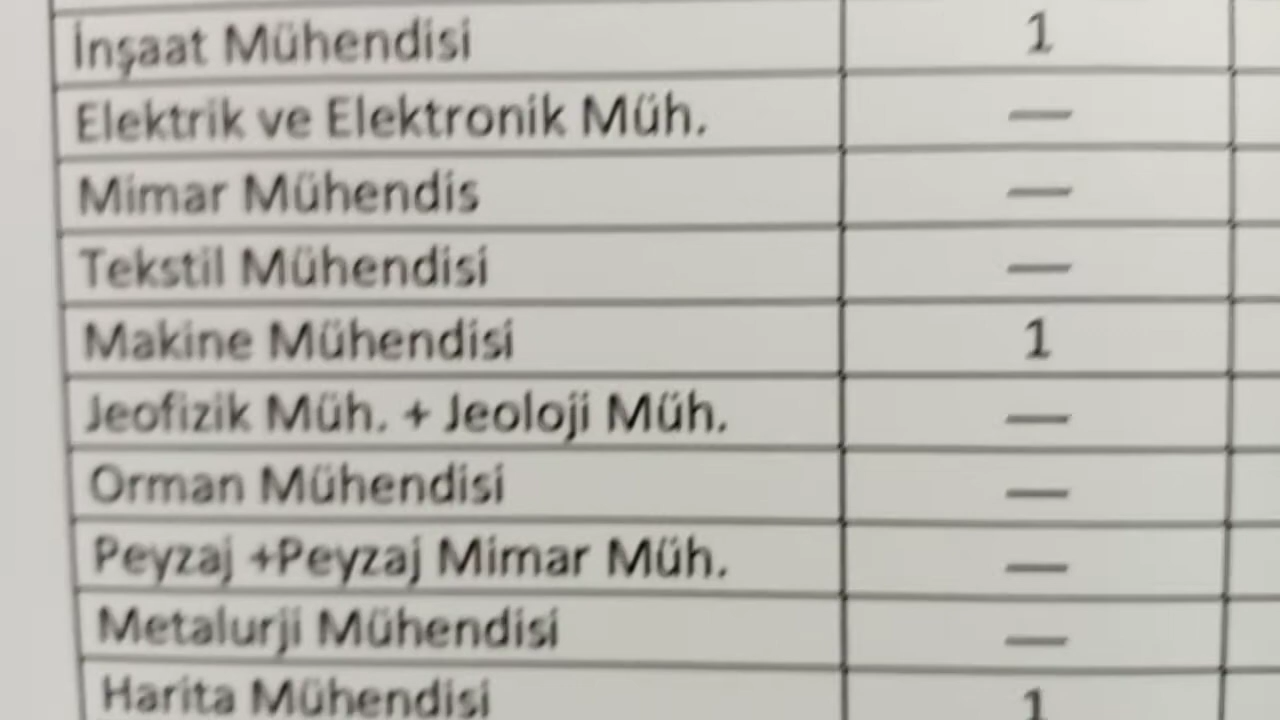 İnşaat Mühendisi 1
Elektrik ve Elektronik Müh. —
Mimar Mühendis —
Tekstil Mühendisi —
Makine Mühendisi 1
Jeofizik Müh. + Jeoloji Müh. —
Orman Mühendisi —
Peyzaj +Peyzaj Mimar Müh. —
Metalurji Mühendisi —
Harita Mühendisi 1